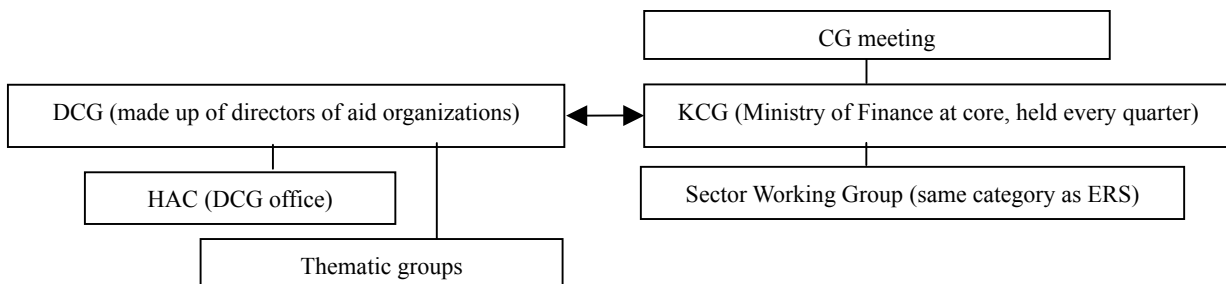 CG meeting
DCG (made up of directors of aid organizations)
KCG (Ministry of Finance at core, held every quarter)
HAC (DCG office)
Sector Working Group (same category as ERS)
Thematic groups